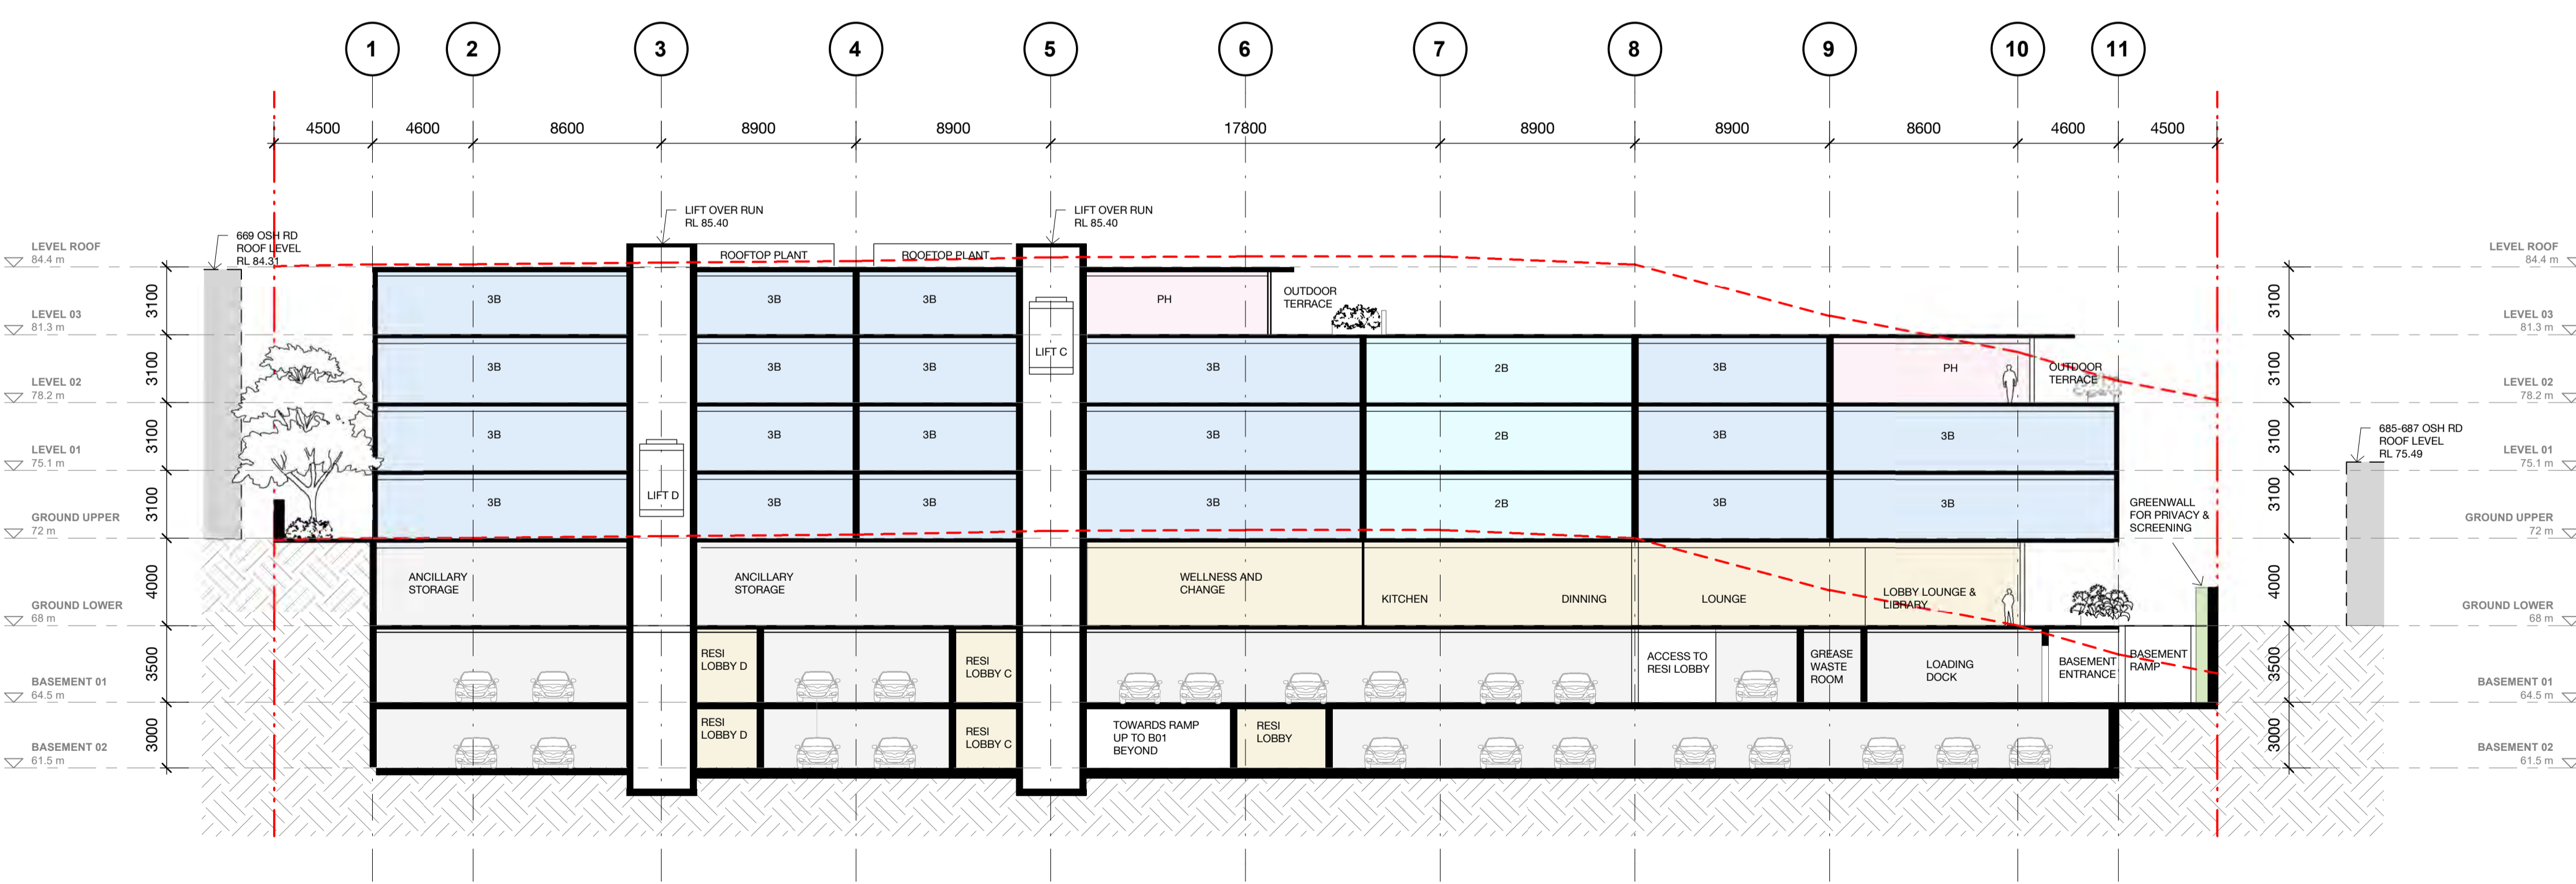 1 2 3 4 5 6 7 8 9 10 11
4500 4600 8600 8900 8900 17800 8900 8900 8600 4600 4500
LIFT OVER RUN
RL 85.40
LIFT OVER RUN
RL 85.40
669 OSH RD
ROOF LEVEL
RL 84.31
LEVEL ROOF
84.4 m
ROOFTOP PLANT
ROOFTOP PLANT
LEVEL ROOF
84.4 m
3100
3B
3B
3B
PH
OUTDOOR
TERRACE
3100
LEVEL 03
81.3 m
LEVEL 03
81.3 m
3100
3B
3B
3B
LIFT C
3B
2B
3B
PH
OUTDOOR
TERRACE
3100
LEVEL 02
78.2 m
LEVEL 02
78.2 m
3100
3B
3B
3B
3B
2B
3B
3B
3100
685-687 OSH RD
ROOF LEVEL
RL 75.49
LEVEL 01
75.1 m
LEVEL 01
75.1 m
3100
3B
LIFT D
3B
3B
3B
2B
3B
3B
GREENWALL
FOR PRIVACY &
SCREENING
3100
GROUND UPPER
72 m
GROUND UPPER
72 m
4000
ANCILLARY
STORAGE
ANCILLARY
STORAGE
WELLNESS AND
CHANGE
KITCHEN
DINNING
LOUNGE
LOBBY LOUNGE &
LIBRARY
4000
GROUND LOWER
68 m
GROUND LOWER
68 m
3500
RESI
LOBBY D
RESI
LOBBY C
ACCESS TO
RESI LOBBY
GREASE
WASTE
ROOM
LOADING
DOCK
BASEMENT
ENTRANCE
BASEMENT
RAMP
3500
BASEMENT 01
64.5 m
BASEMENT 01
64.5 m
3000
RESI
LOBBY D
RESI
LOBBY C
TOWARDS RAMP
UP TO B01
BEYOND
RESI
LOBBY
3000
BASEMENT 02
61.5 m
BASEMENT 02
61.5 m